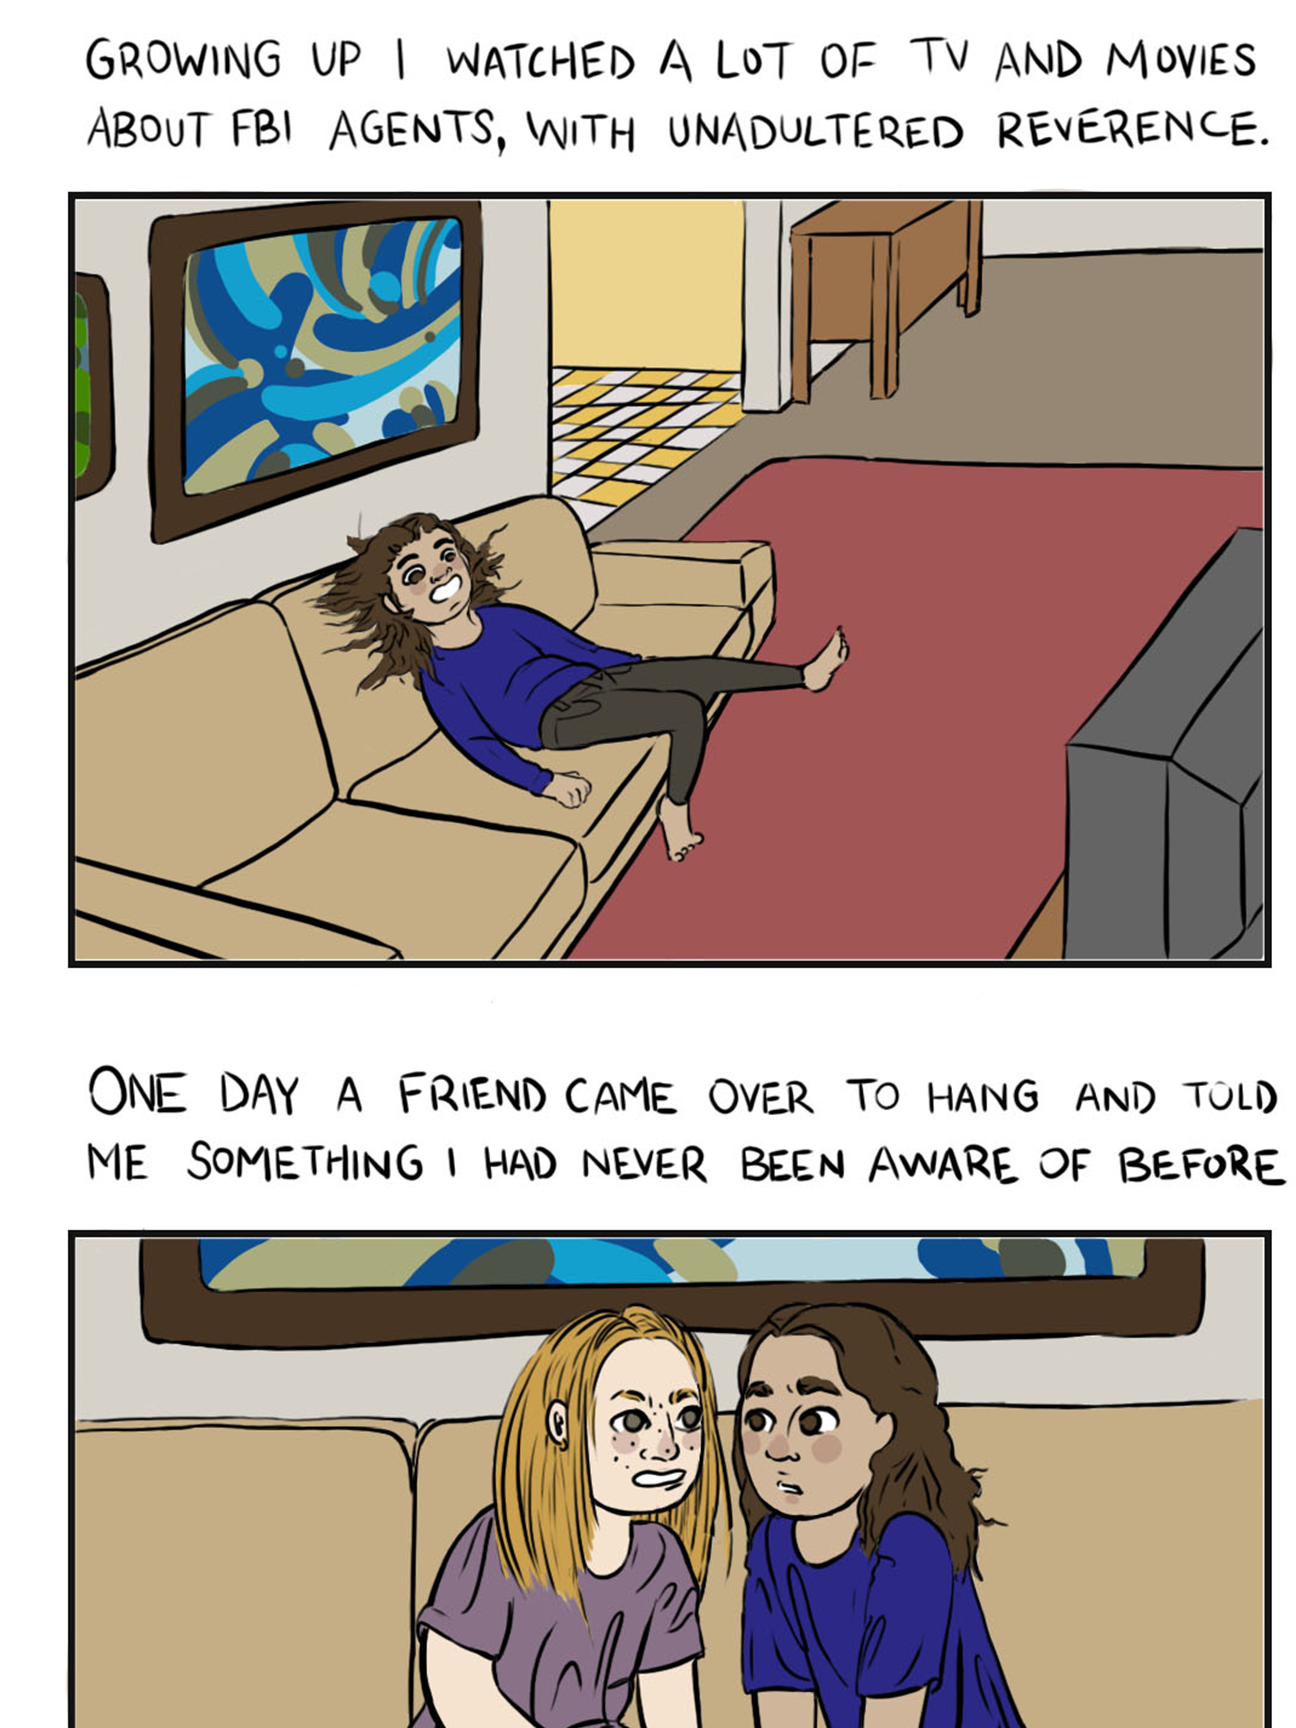 GROWING UP I WATCHED A LOT OF TV AND MOVIES
ABOUT FBI AGENTS, WITH UNADULTERED REVERENCE.
ONE DAY A FRIEND CAME OVER TO HANG AND TOLD
ME SOMETHING I HAD NEVER BEEN AWARE OF BEFORE